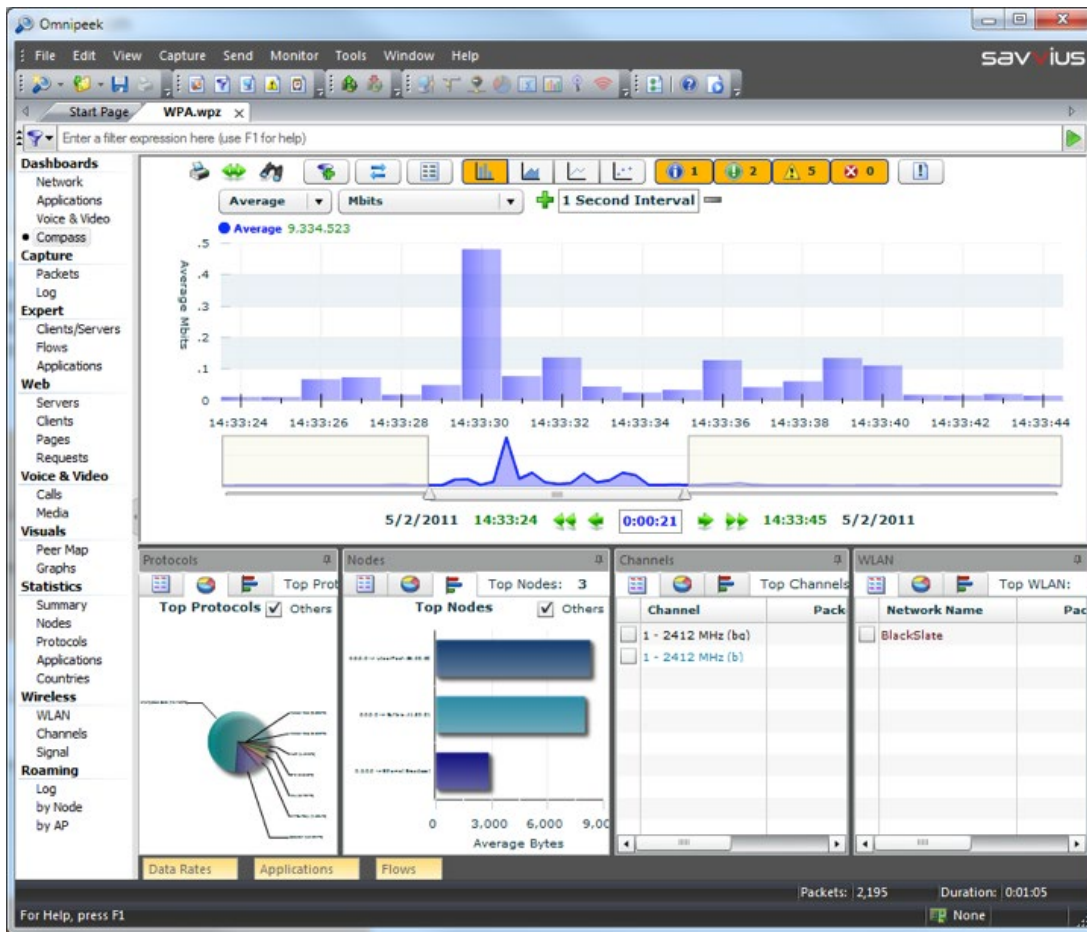 Omnipeek
File Edit View Capture Send Monitor Tools Window Help
savvius
Start Page WPA.wpz
Enter a filter expression here (use F1 for help)
Dashboards
Network
Applications
Voice & Video
Compass
Capture
Packets
Log
Expert
Clients/Servers
Flows
Applications
Web
Servers
Clients
Pages
Requests
Voice & Video
Calls
Media
Visuals
Peer Map
Graphs
Statistics
Summary
Nodes
Protocols
Applications
Countries
Wireless
WLAN
Channels
Signal
Roaming
Log
by Node
by AP
1 2 5 0
Average Mbits 1 Second Interval
Average 9.334.523
Average Mbits
.5
.4
.3
.2
.1
0
14:33:24 14:33:26 14:33:28 14:33:30 14:33:32 14:33:34 14:33:36 14:33:38 14:33:40 14:33:42 14:33:44
5/2/2011 14:33:24 0:00:21 14:33:45 5/2/2011
Protocols
Top Prot
Top Protocols Others
Nodes
Top Nodes: 3
Top Nodes Others
0 3,000 6,000 9,00
Average Bytes
Channels
Top Channels
Channel Pack
1 - 2412 MHz (bg)
1 - 2412 MHz (b)
WLAN
Top WLAN:
Network Name Pac
BlackSlate
Data Rates Applications Flows
Packets: 2,195 Duration: 0:01:05
For Help, press F1 None